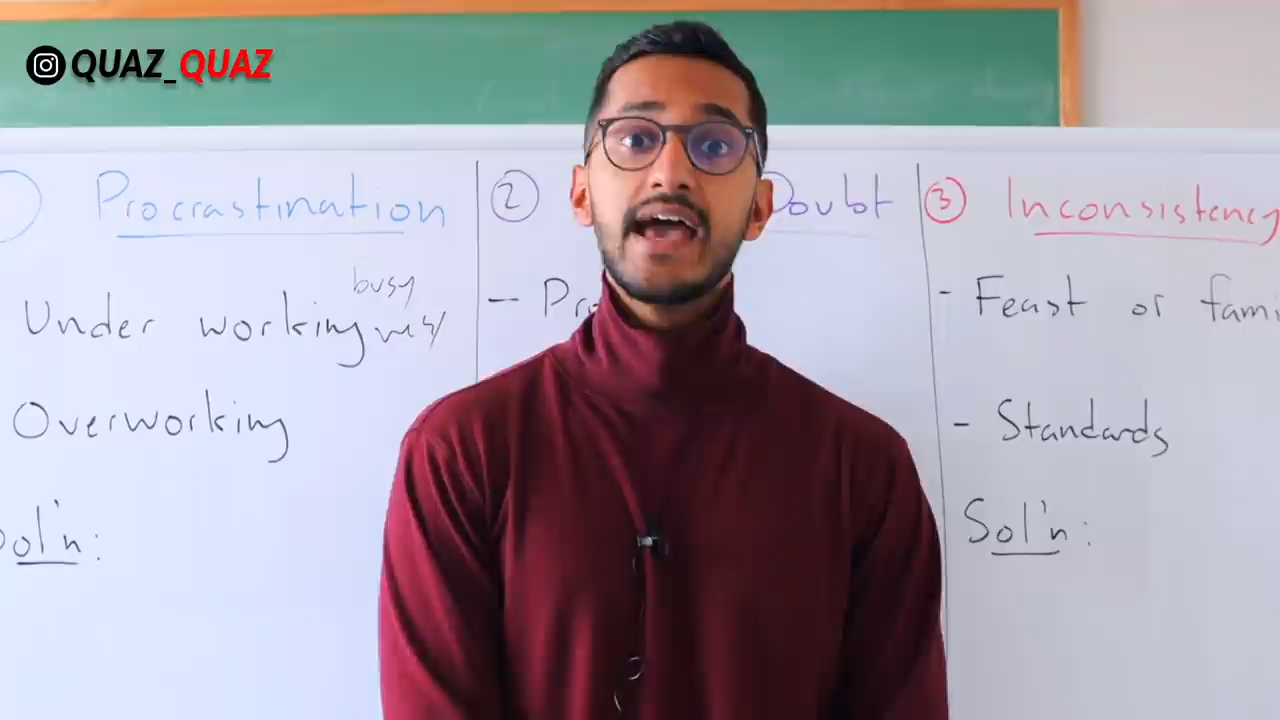 QUAZ_QUAZ
Procrastination
busy
Under working
Overworking
Sol'n:
2
Doubt
-
3 Inconsistency
- Feast or fami
- Standards
Sol'n: